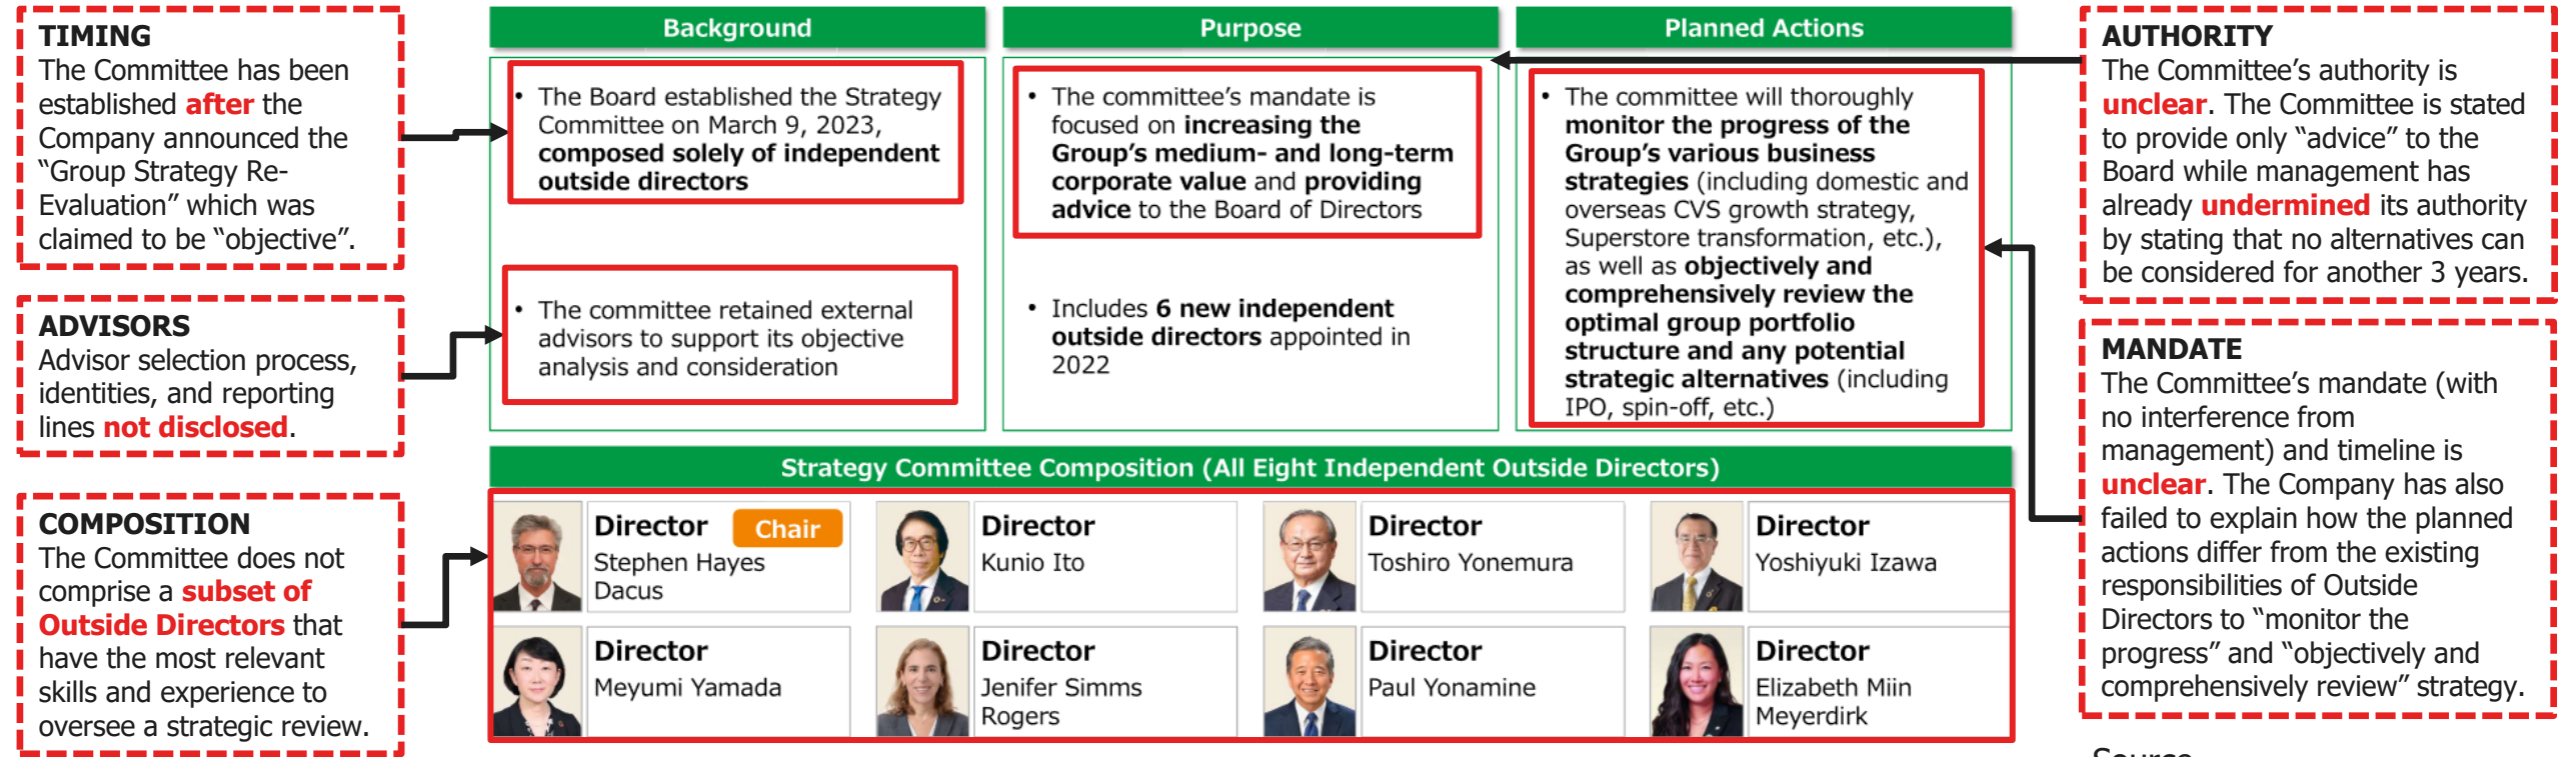 TIMING
The Committee has been
established after the
Company announced the
“Group Strategy Re-
Evaluation” which was
claimed to be “objective”.
ADVISORS
Advisor selection process,
identities, and reporting
lines not disclosed.
COMPOSITION
The Committee does not
comprise a subset of
Outside Directors that
have the most relevant
skills and experience to
oversee a strategic review.
Background
• The Board established the Strategy
Committee on March 9, 2023,
composed solely of independent
outside directors
• The committee retained external
advisors to support its objective
analysis and consideration
Purpose
• The committee’s mandate is
focused on increasing the
Group’s medium- and long-term
corporate value and providing
advice to the Board of Directors
• Includes 6 new independent
outside directors appointed in
2022
Planned Actions
• The committee will thoroughly
monitor the progress of the
Group’s various business
strategies (including domestic and
overseas CVS growth strategy,
Superstore transformation, etc.),
as well as objectively and
comprehensively review the
optimal group portfolio
structure and any potential
strategic alternatives (including
IPO, spin-off, etc.)
Strategy Committee Composition (All Eight Independent Outside Directors)
Director Chair
Stephen Hayes
Dacus
Director
Kunio Ito
Director
Toshiro Yonemura
Director
Yoshiyuki Izawa
Director
Meyumi Yamada
Director
Jenifer Simms
Rogers
Director
Paul Yonamine
Director
Elizabeth Miin
Meyerdirk
AUTHORITY
The Committee’s authority is
unclear. The Committee is stated
to provide only “advice” to the
Board while management has
already undermined its authority
by stating that no alternatives can
be considered for another 3 years.
MANDATE
The Committee’s mandate (with
no interference from
management) and timeline is
unclear. The Company has also
failed to explain how the planned
actions differ from the existing
responsibilities of Outside
Directors to “monitor the
progress” and “objectively and
comprehensively review” strategy.